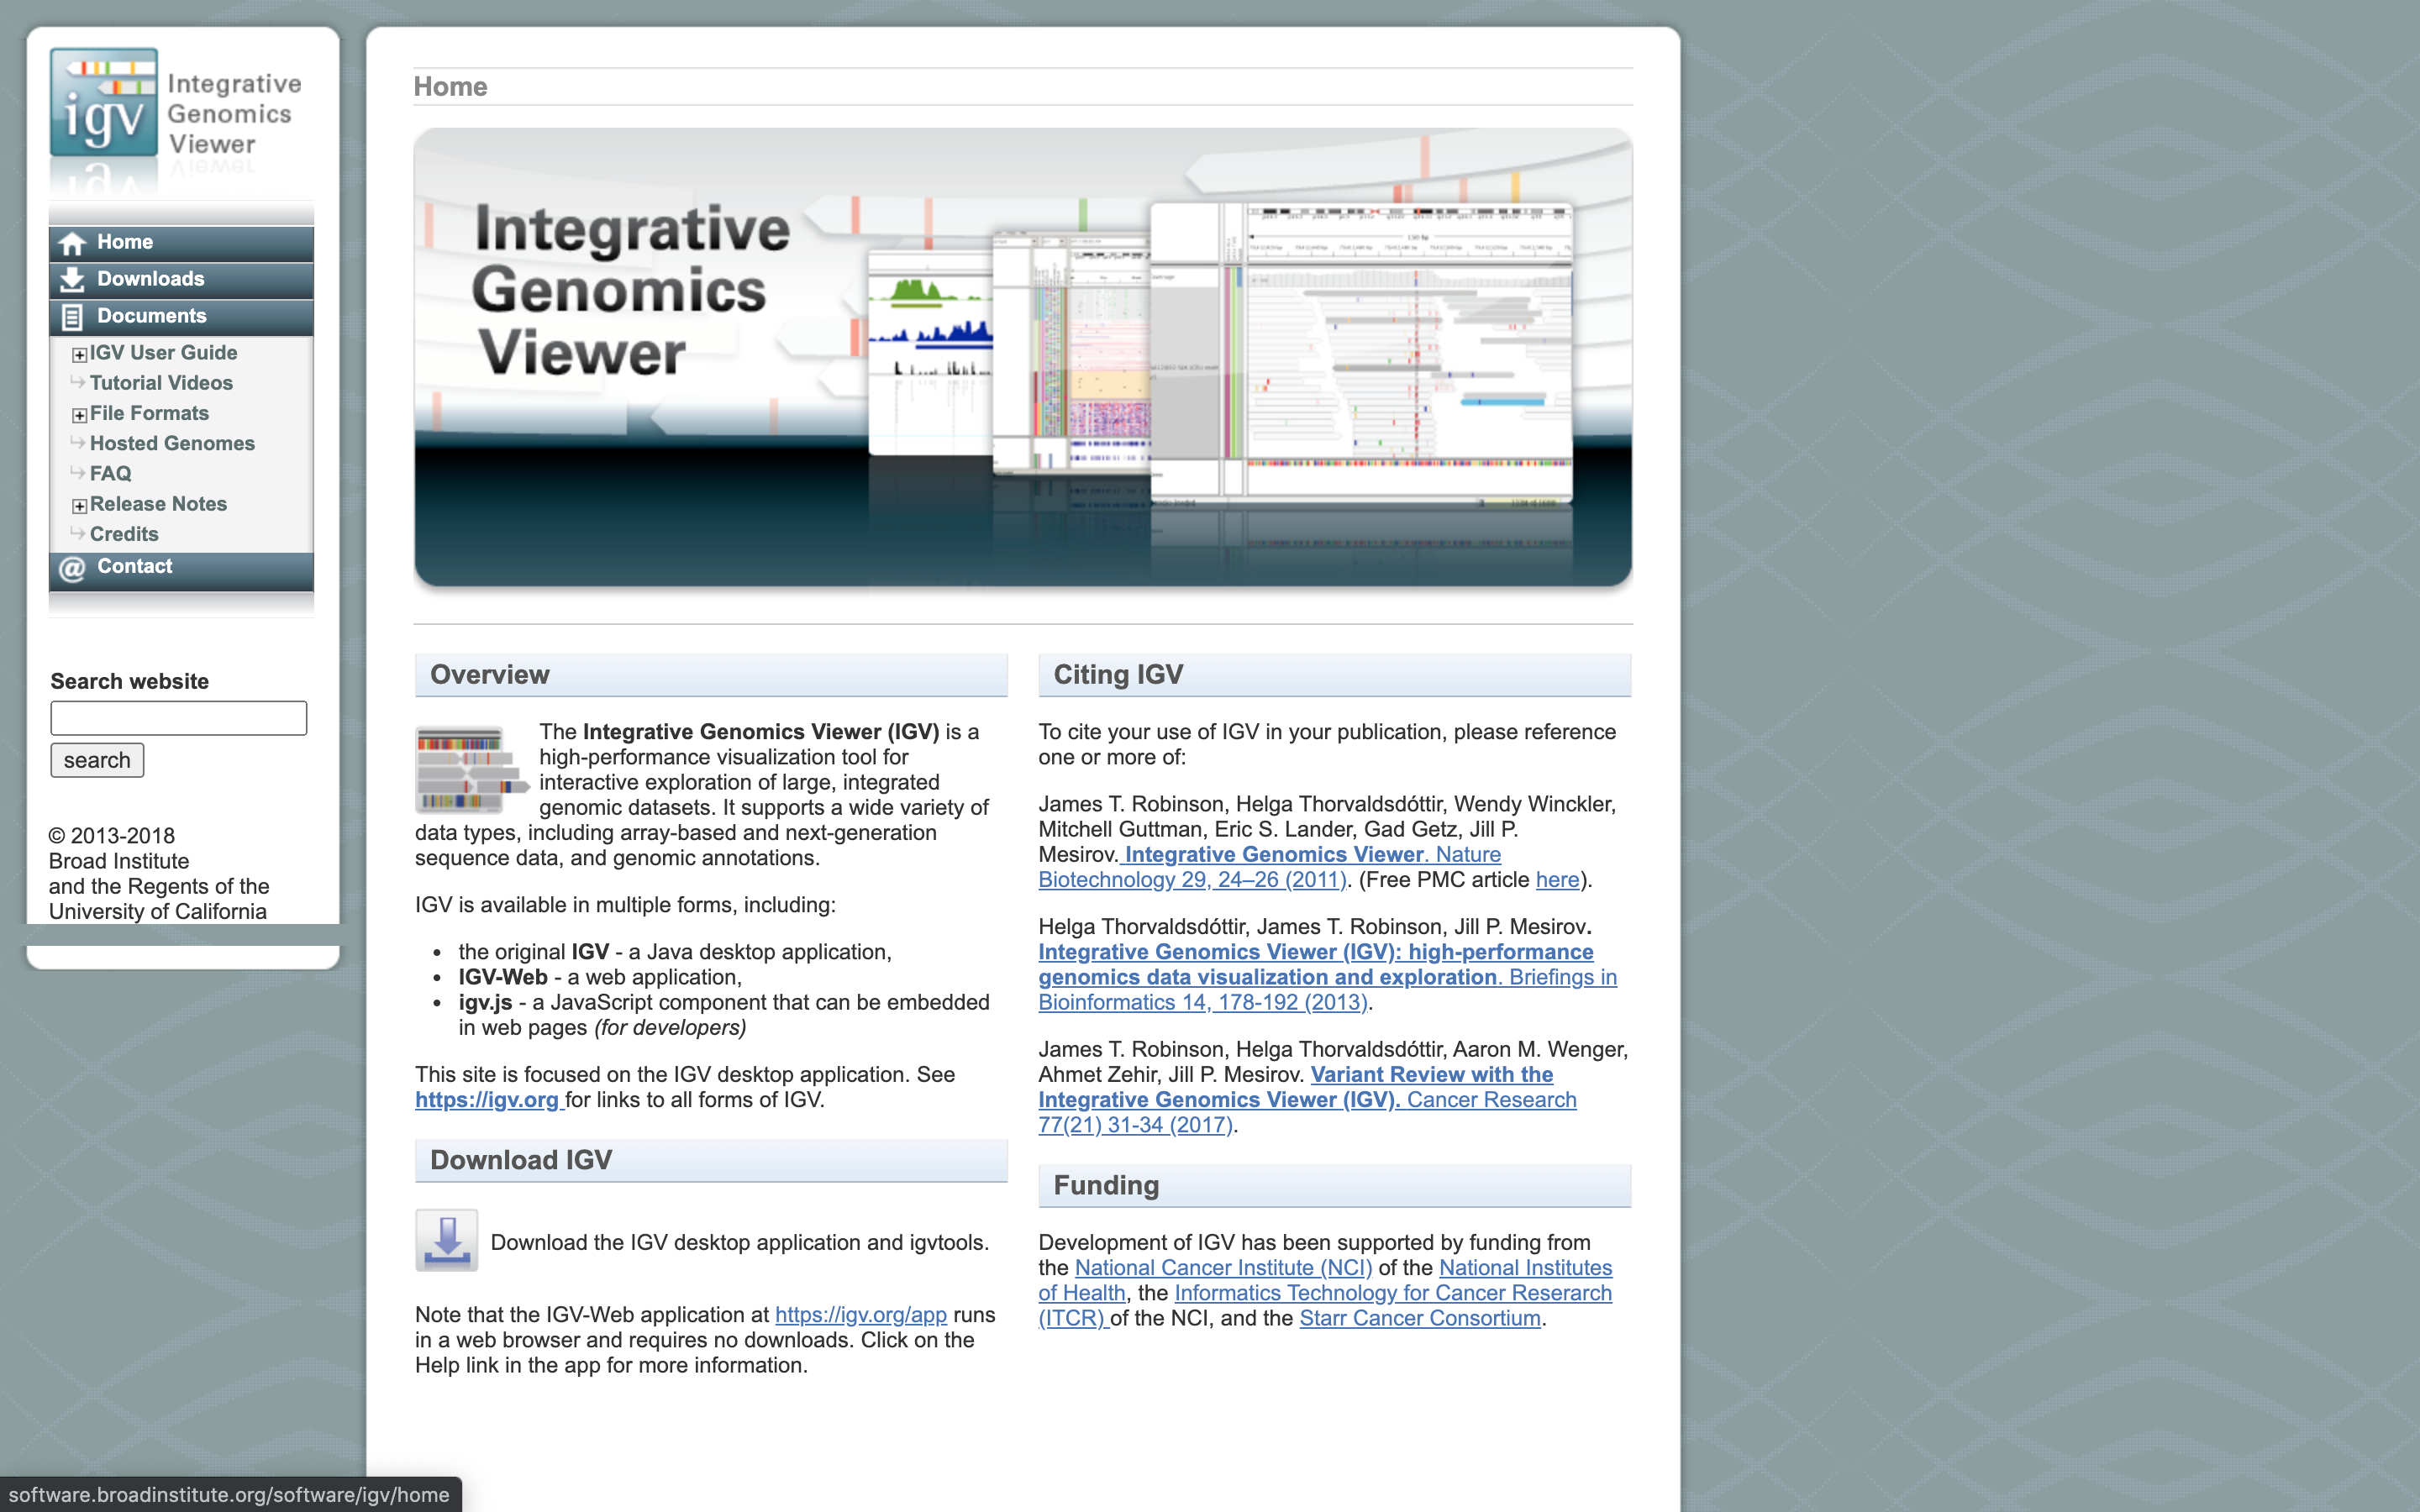 igv
Integrative
Genomics
Viewer
Home
Downloads
Documents
IGV User Guide
Tutorial Videos
File Formats
Hosted Genomes
FAQ
Release Notes
Credits
Contact
Search website
search
© 2013-2018
Broad Institute
and the Regents of the
University of California
Home
Integrative
Genomics
Viewer
Overview
The Integrative Genomics Viewer (IGV) is a
high-performance visualization tool for
interactive exploration of large, integrated
genomic datasets. It supports a wide variety of
data types, including array-based and next-generation
sequence data, and genomic annotations.
IGV is available in multiple forms, including:
• the original IGV - a Java desktop application,
• IGV-Web - a web application,
• igv.js - a JavaScript component that can be embedded
in web pages (for developers)
This site is focused on the IGV desktop application. See
https://igv.org for links to all forms of IGV.
Download IGV
Download the IGV desktop application and igvtools.
Note that the IGV-Web application at https://igv.org/app runs
in a web browser and requires no downloads. Click on the
Help link in the app for more information.
Citing IGV
To cite your use of IGV in your publication, please reference
one or more of:
James T. Robinson, Helga Thorvaldsdóttir, Wendy Winckler,
Mitchell Guttman, Eric S. Lander, Gad Getz, Jill P.
Mesirov. Integrative Genomics Viewer. Nature
Biotechnology 29, 24–26 (2011). (Free PMC article here).
Helga Thorvaldsdóttir, James T. Robinson, Jill P. Mesirov.
Integrative Genomics Viewer (IGV): high-performance
genomics data visualization and exploration. Briefings in
Bioinformatics 14, 178-192 (2013).
James T. Robinson, Helga Thorvaldsdóttir, Aaron M. Wenger,
Ahmet Zehir, Jill P. Mesirov. Variant Review with the
Integrative Genomics Viewer (IGV). Cancer Research
77(21) 31-34 (2017).
Funding
Development of IGV has been supported by funding from
the National Cancer Institute (NCI) of the National Institutes
of Health, the Informatics Technology for Cancer Reserarch
(ITCR) of the NCI, and the Starr Cancer Consortium.
software.broadinstitute.org/software/igv/home